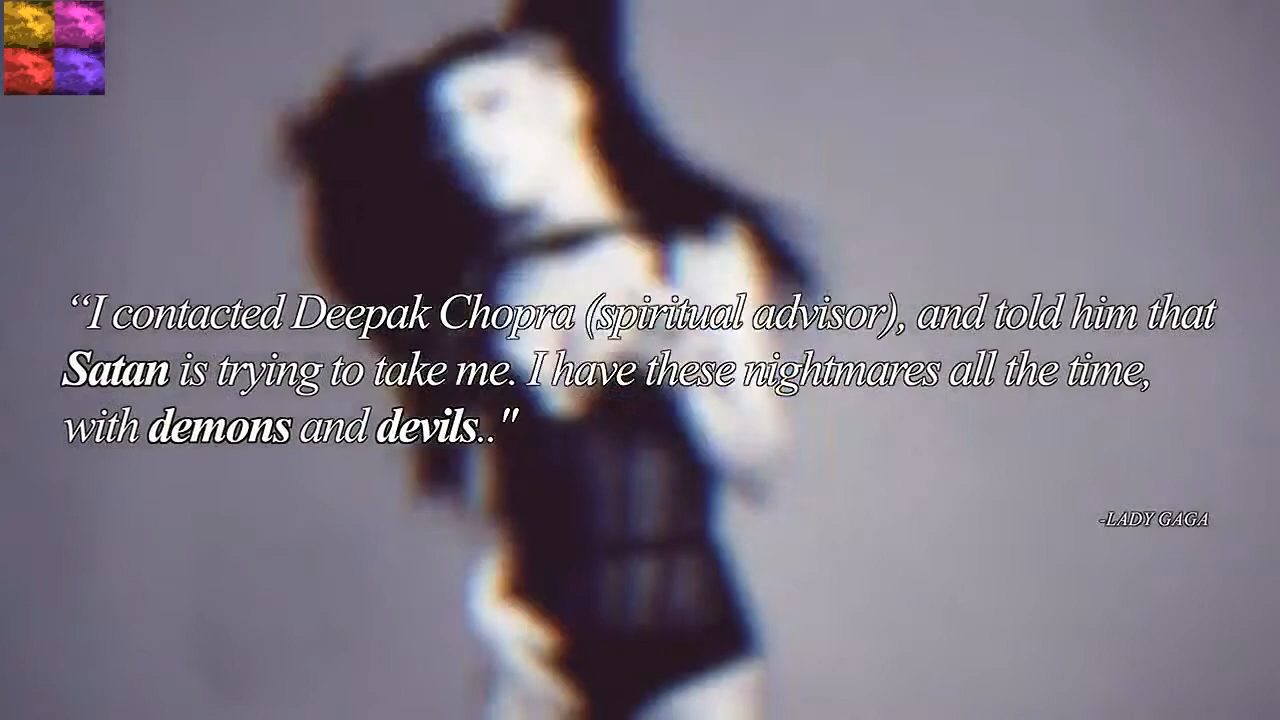 “I contacted Deepak Chopra (spiritual advisor), and told him that
Satan is trying to take me. I have these nightmares all the time,
with demons and devils.."
-LADY GAGA